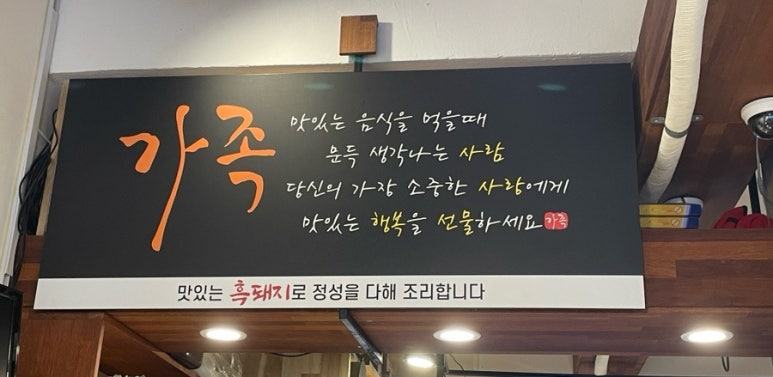 가족
맛있는 음식을 먹을때
문득 생각나는 사람
당신의 가장 소중한 사랑에게
맛있는 행복을 선물하세요 가족
맛있는 흑돼지로 정성을 다해 조리합니다